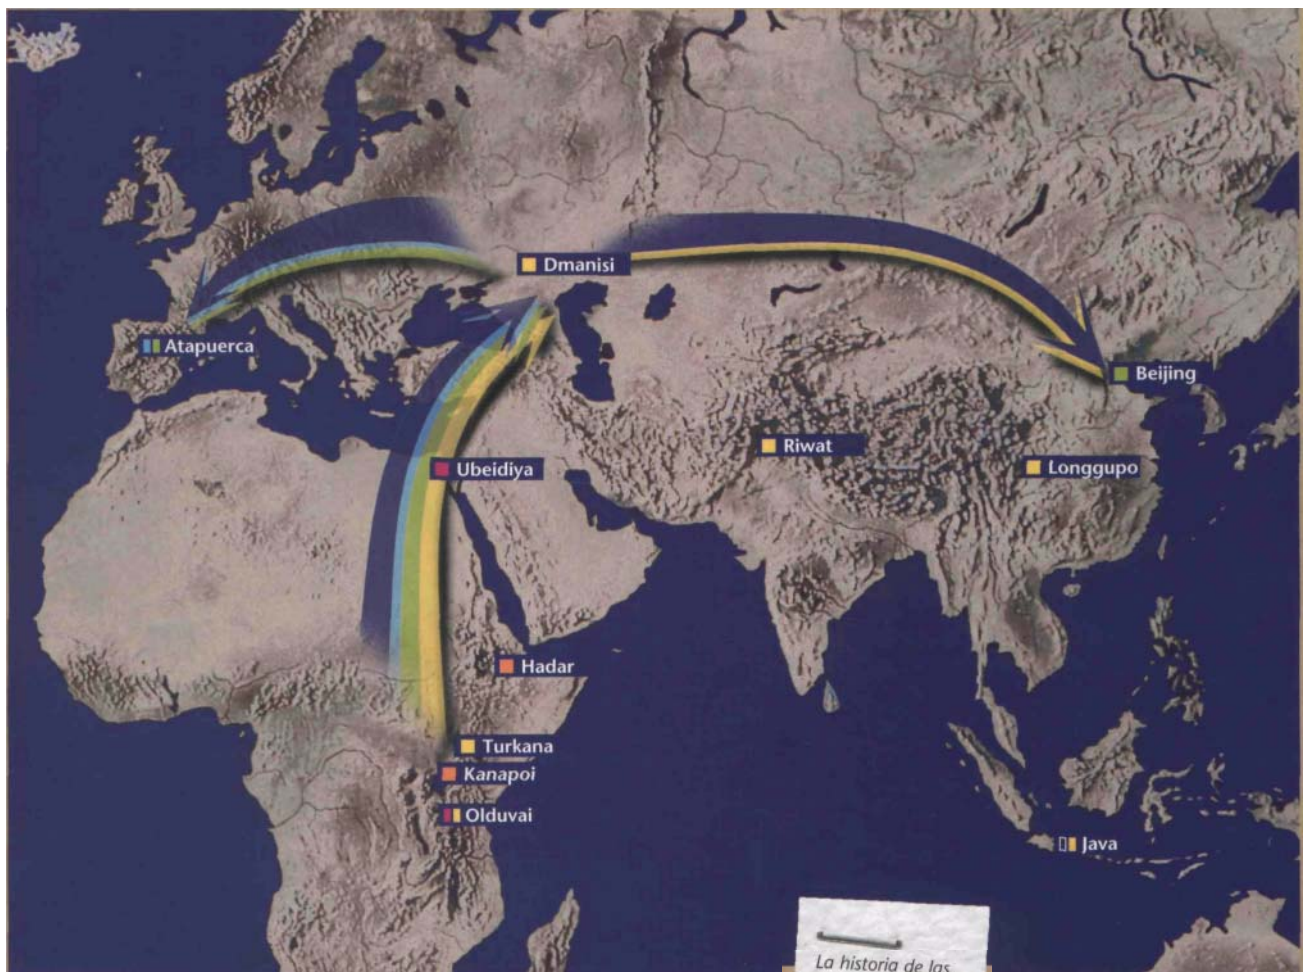 Dmanisi
Atapuerca
Beijing
Riwat
Ubeidiya
Longgupo
Hadar
Turkana
Kanapoi
Olduvai
Java
La historia de las